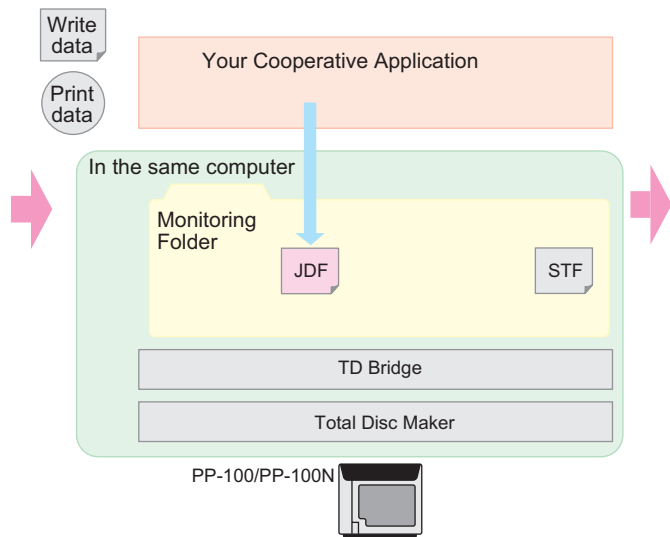 Write
data
Print
data
Your Cooperative Application
In the same computer
Monitoring
Folder
JDF
STF
TD Bridge
Total Disc Maker
PP-100/PP-100N